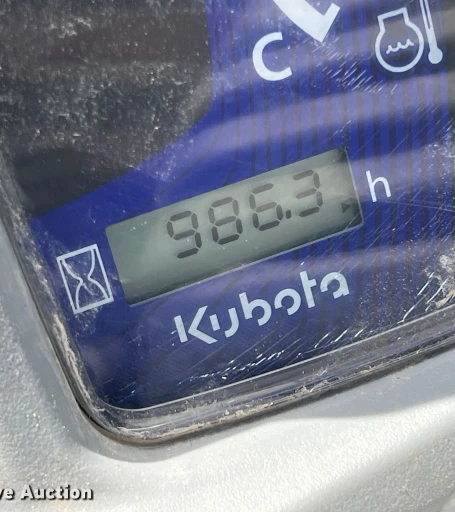 C
986.3 h
Kubota
ve Auction